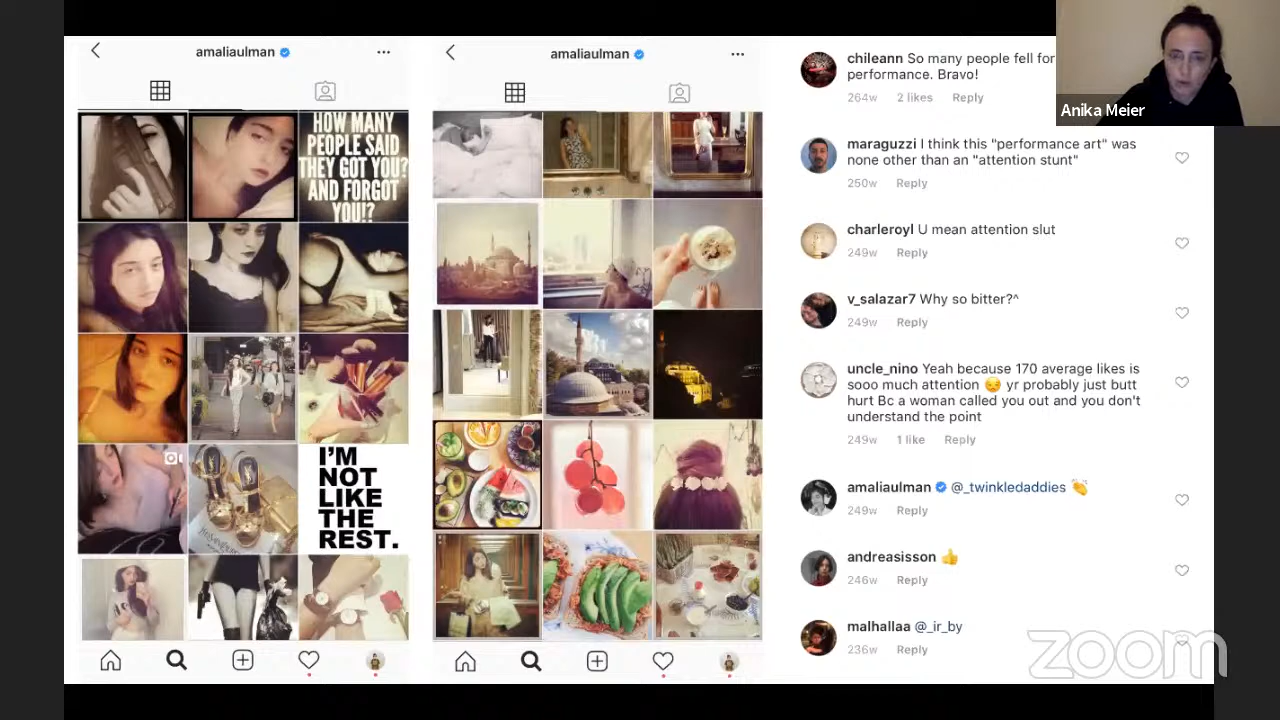 amaliaulman
HOW MANY
PEOPLE SAID
THEY GOT YOU?
AND FORGOT
YOU!?
I'M
NOT
LIKE
THE
REST.
amaliaulman
chileann So many people fell for
performance. Bravo!
264w 2 likes Reply
maraguzzi I think this "performance art" was
none other than an "attention stunt"
250w Reply
charleroyl U mean attention slut
249w Reply
v_salazar7 Why so bitter?^
249w Reply
uncle_nino Yeah because 170 average likes is
sooo much attention 😔 yr probably just butt
hurt Bc a woman called you out and you don't
understand the point
249w 1 like Reply
amaliaulman @_twinkledaddies 👏
249w Reply
andreasisson 👍
246w Reply
malhallaa @_ir_by
236w Reply
Anika Meier
zoom